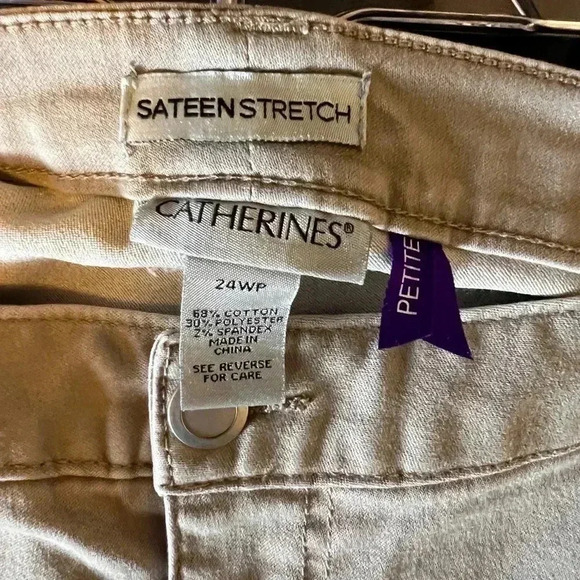 SATEEN STRETCH
CATHERINES®
PETITE
24WP
68% COTTON
30% POLYESTER
2% SPANDEX
MADE IN
CHINA
SEE REVERSE
FOR CARE